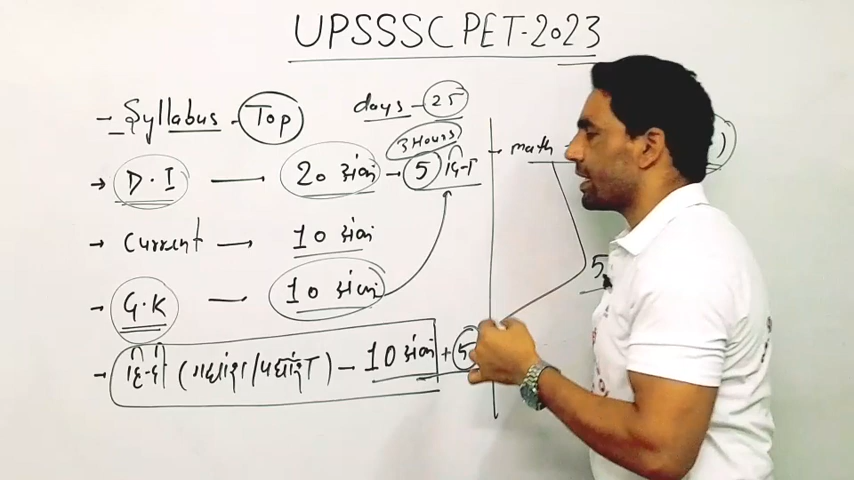 UPSSSC PET-2023
- Syllabus - Top
days - 25
3 Hours
→ D.I — 20 अंक → 5 दिन
- math
→ Current → 10 अंक
- G.K — 10 अंक
5
→ हिन्दी (गद्यांश/पद्यांश) - 10 अंक + 5